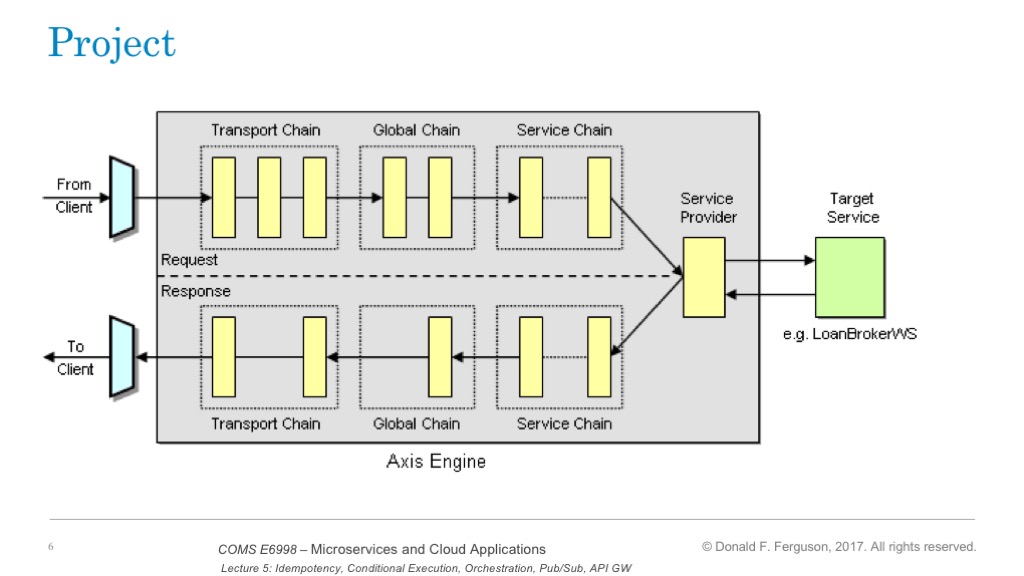 Project
Transport Chain
Global Chain
Service Chain
From
Client
Service
Provider
Target
Service
Request
Response
To
Client
e.g. LoanBrokerWS
Transport Chain
Global Chain
Service Chain
Axis Engine
6
COMS E6998 – Microservices and Cloud Applications
Lecture 5: Idempotency, Conditional Execution, Orchestration, Pub/Sub, API GW
© Donald F. Ferguson, 2017. All rights reserved.